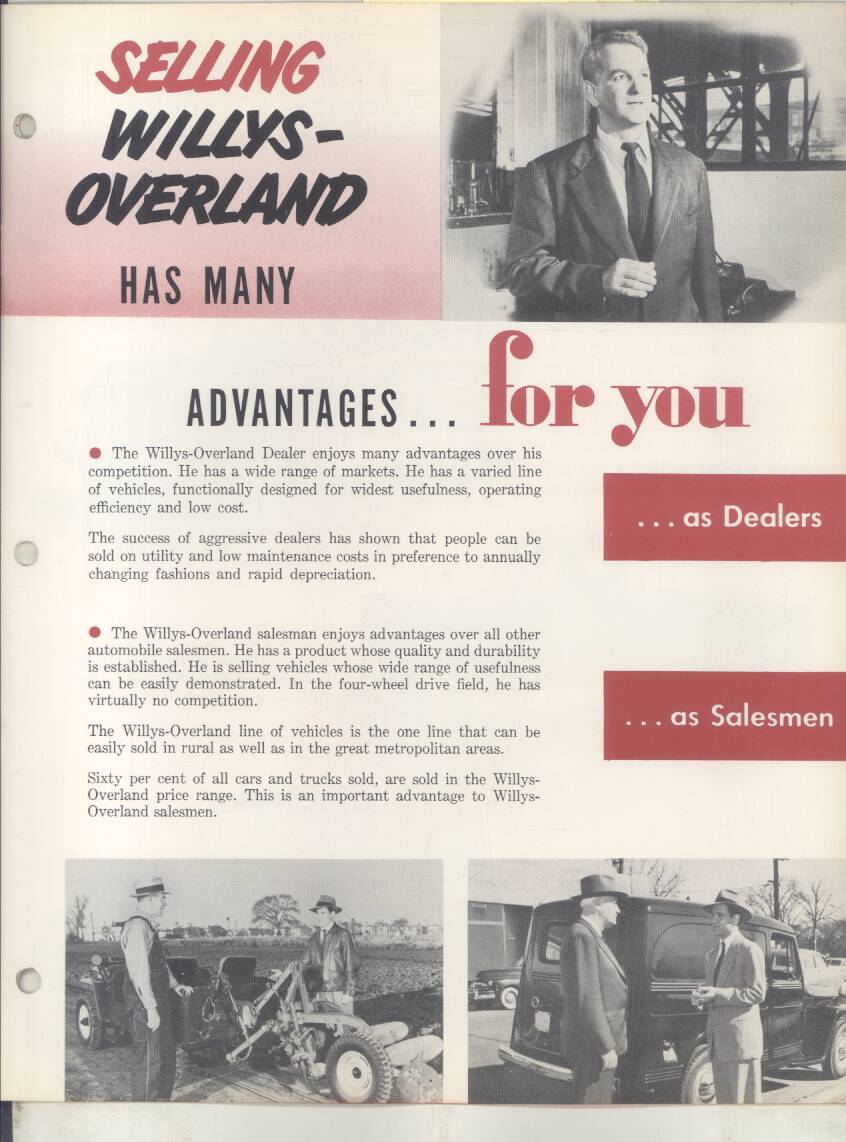 SELLING
WILLYS-
OVERLAND
HAS MANY
ADVANTAGES... for you
● The Willys-Overland Dealer enjoys many advantages over his
competition. He has a wide range of markets. He has a varied line
of vehicles, functionally designed for widest usefulness, operating
efficiency and low cost.
The success of aggressive dealers has shown that people can be
sold on utility and low maintenance costs in preference to annually
changing fashions and rapid depreciation.
...as Dealers
● The Willys-Overland salesman enjoys advantages over all other
automobile salesmen. He has a product whose quality and durability
is established. He is selling vehicles whose wide range of usefulness
can be easily demonstrated. In the four-wheel drive field, he has
virtually no competition.
The Willys-Overland line of vehicles is the one line that can be
easily sold in rural as well as in the great metropolitan areas.
Sixty per cent of all cars and trucks sold, are sold in the Willys-
Overland price range. This is an important advantage to Willys-
Overland salesmen.
...as Salesmen